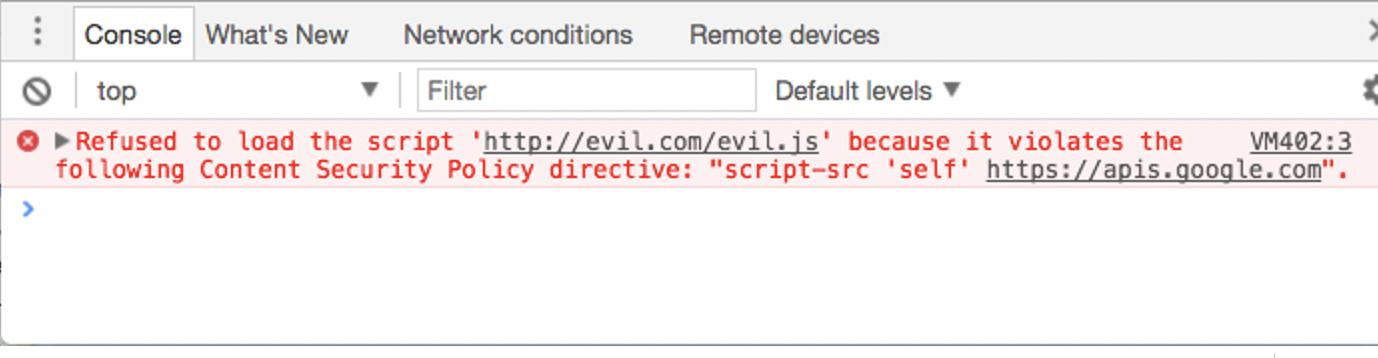 Console What's New Network conditions Remote devices
top Filter Default levels
Refused to load the script 'http://evil.com/evil.js' because it violates the VM402:3
following Content Security Policy directive: "script-src 'self' https://apis.google.com".